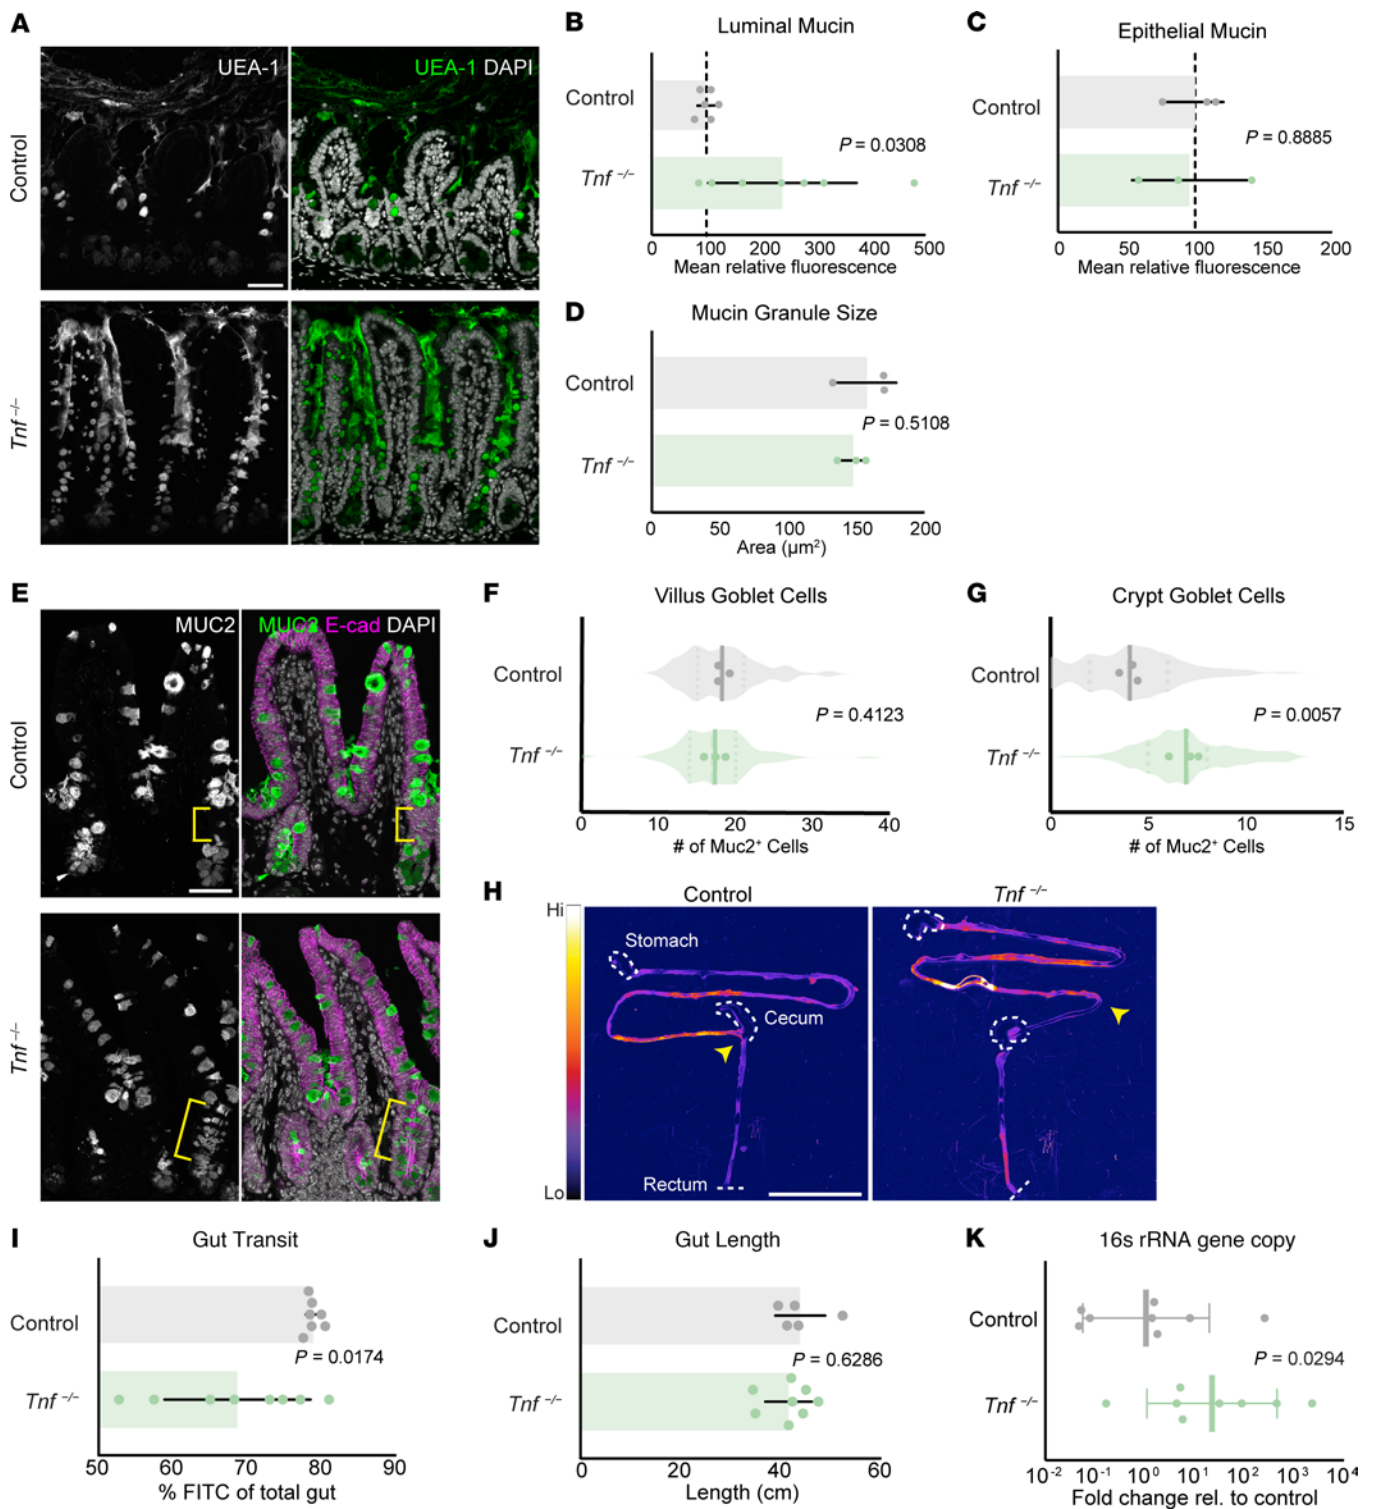 A
UEA-1
UEA-1 DAPI
Control
Tnf −/−
B
Luminal Mucin
Control
Tnf −/−
P = 0.0308
0 100 200 300 400 500
Mean relative fluorescence
C
Epithelial Mucin
Control
Tnf −/−
P = 0.8885
0 50 100 150 200
Mean relative fluorescence
D
Mucin Granule Size
Control
Tnf −/−
P = 0.5108
0 50 100 150 200
Area (µm²)
E
MUC2
MUC2 E-cad DAPI
Control
Tnf −/−
F
Villus Goblet Cells
Control
Tnf −/−
P = 0.4123
0 10 20 30 40
# of Muc2⁺ Cells
G
Crypt Goblet Cells
Control
Tnf −/−
P = 0.0057
0 5 10 15
# of Muc2⁺ Cells
H
Control
Tnf −/−
Hi
Lo
Stomach
Cecum
Rectum
I
Gut Transit
Control
Tnf −/−
P = 0.0174
50 60 70 80 90
% FITC of total gut
J
Gut Length
Control
Tnf −/−
P = 0.6286
0 20 40 60
Length (cm)
K
16s rRNA gene copy
Control
Tnf −/−
P = 0.0294
10⁻² 10⁻¹ 10⁰ 10¹ 10² 10³ 10⁴
Fold change rel. to control